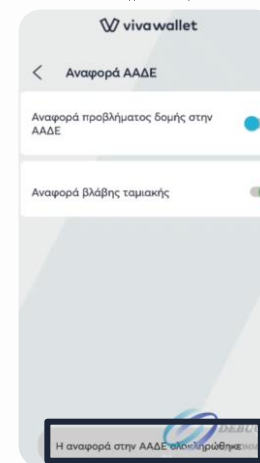 vivawallet
Αναφορά ΑΑΔΕ
Αναφορά προβλήματος δομής στην
ΑΑΔΕ
Αναφορά βλάβης ταμιακής
Η αναφορά στην ΑΑΔΕ ολοκληρώθηκε